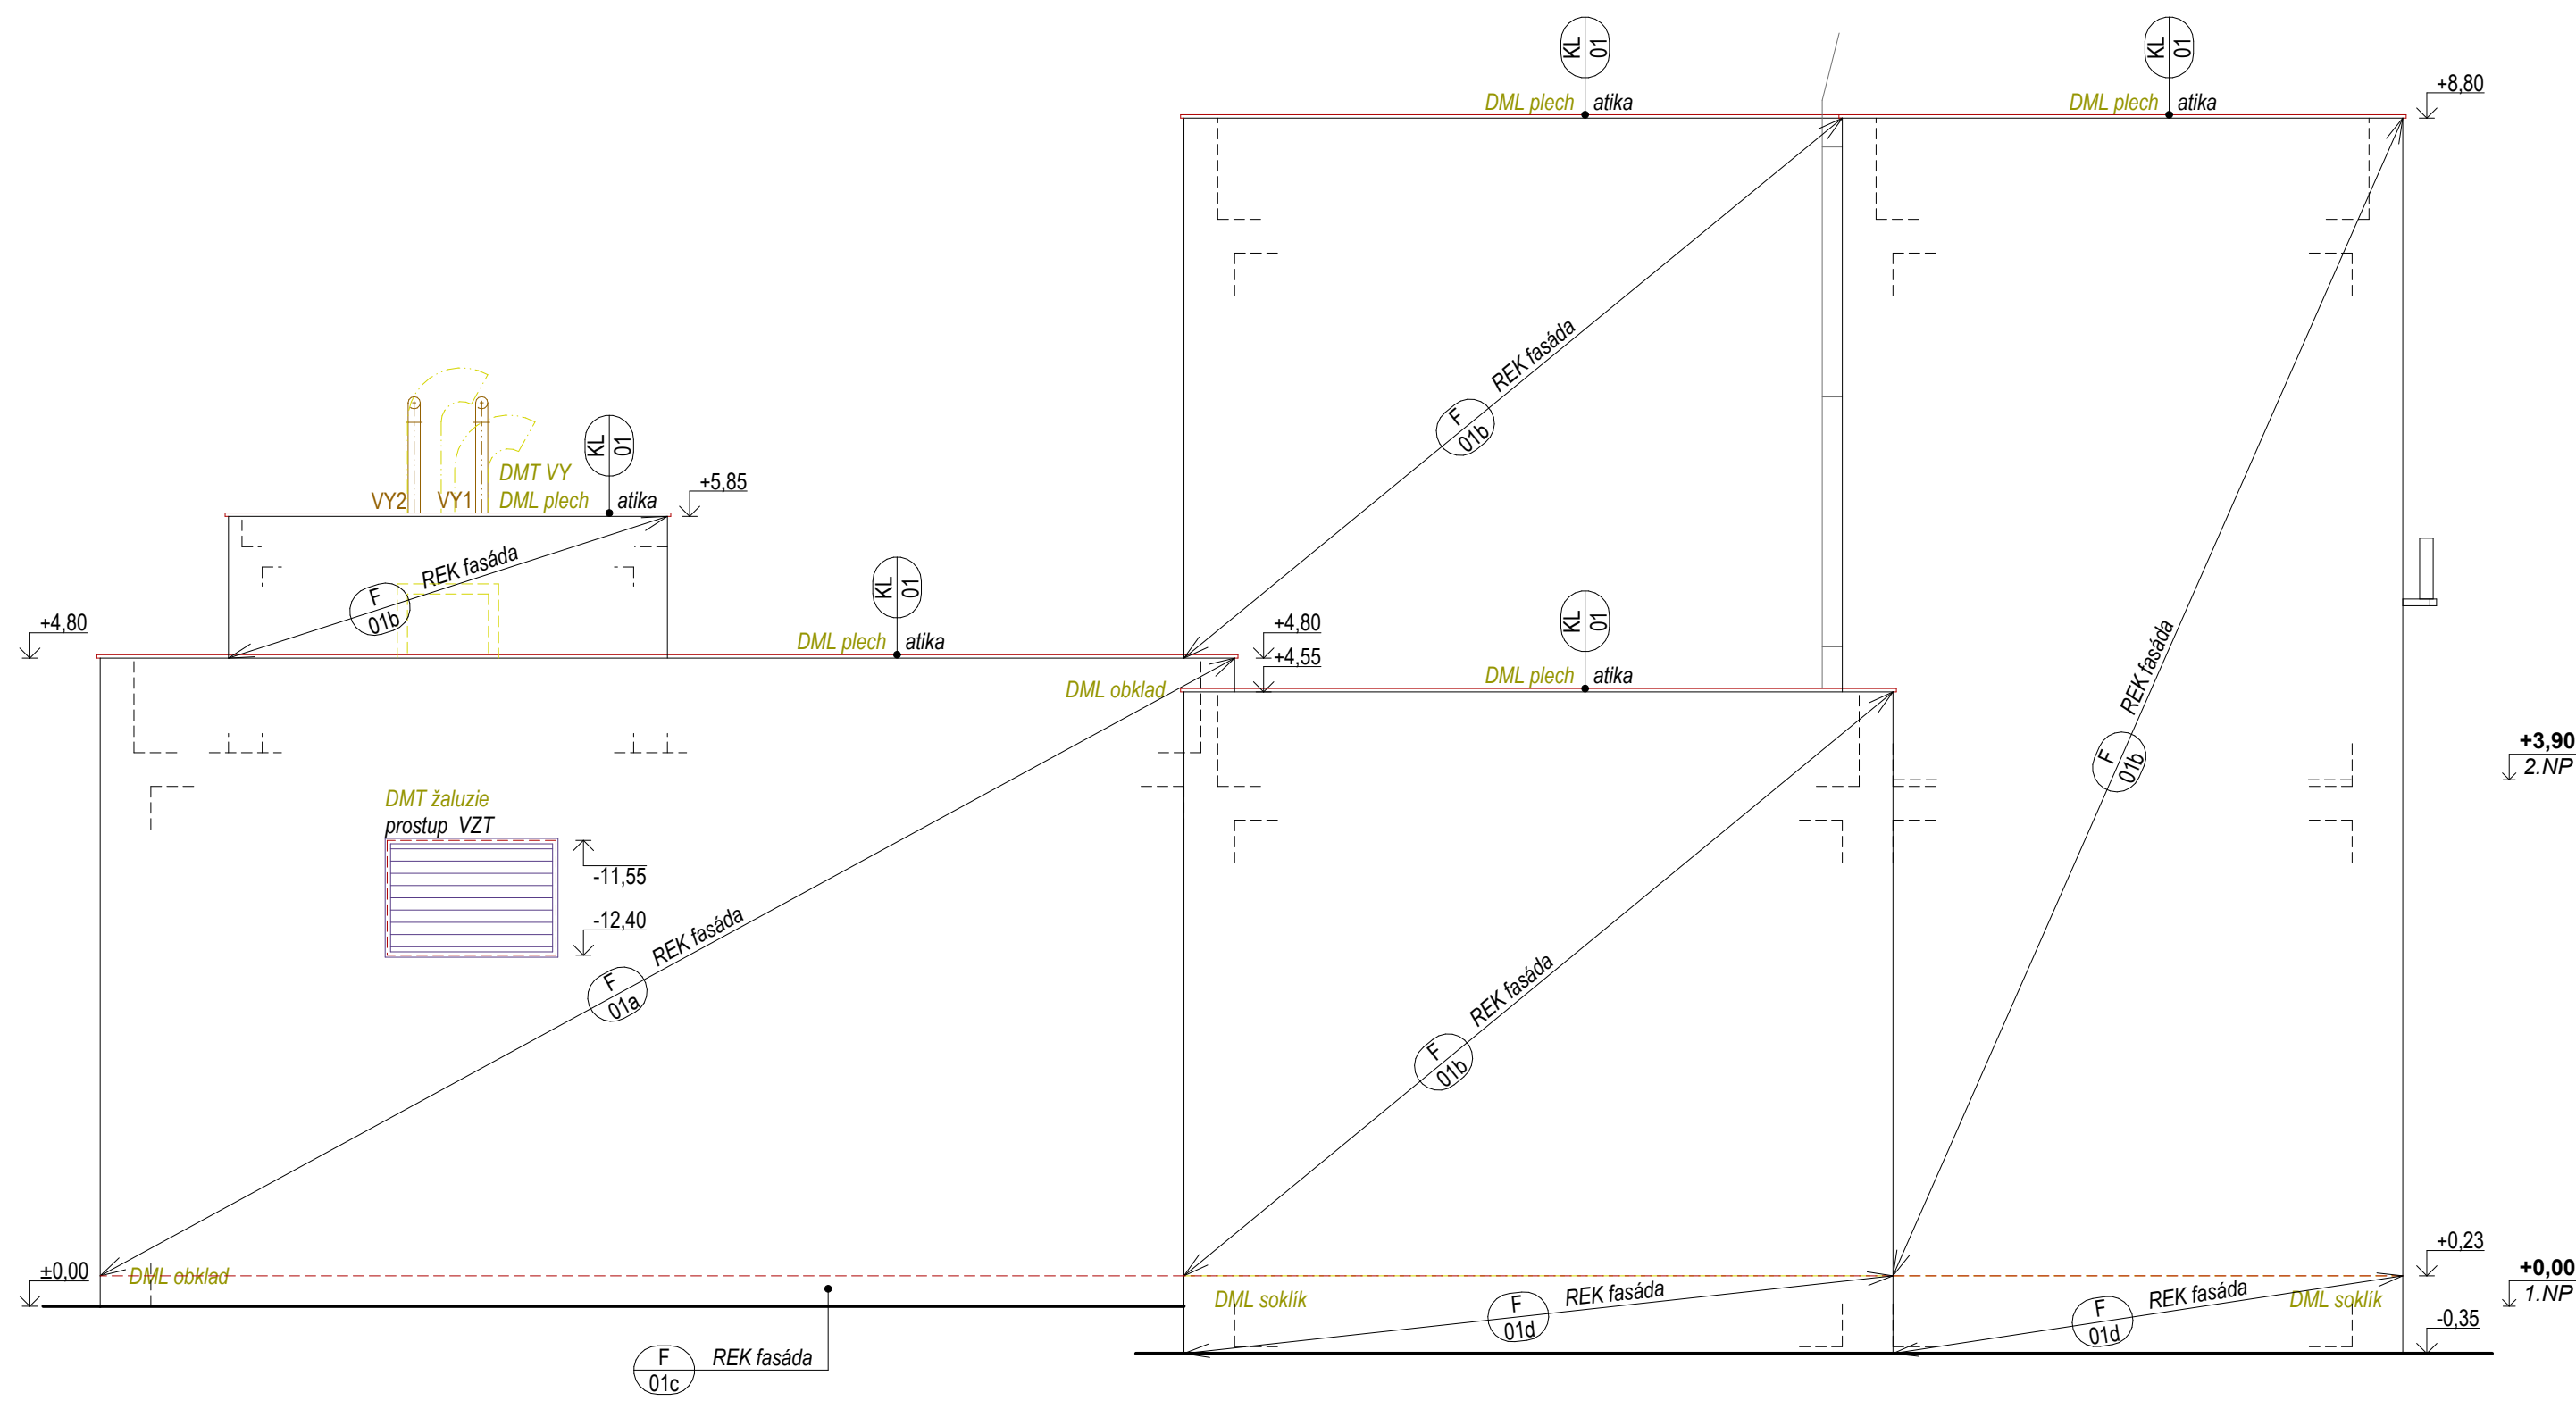 KL
01
KL
01
DML plech atika
DML plech atika
+8,80
REK fasáda
F
01b
KL
01
DMT VY
VY2 VY1 DML plech atika
+5,85
REK fasáda
F
01b
KL
01
DML plech atika
+4,80
+4,80
+4,55
KL
01
DML plech atika
DML obklad
REK fasáda
F
01b
+3,90
2.NP
DMT žaluzie
prostup VZT
-11,55
-12,40
REK fasáda
F
01a
REK fasáda
F
01b
±0,00
DML obklad
+0,23
+0,00
1.NP
DML soklík
F
01d
REK fasáda
F
01d
REK fasáda
DML soklík
-0,35
F
01c
REK fasáda